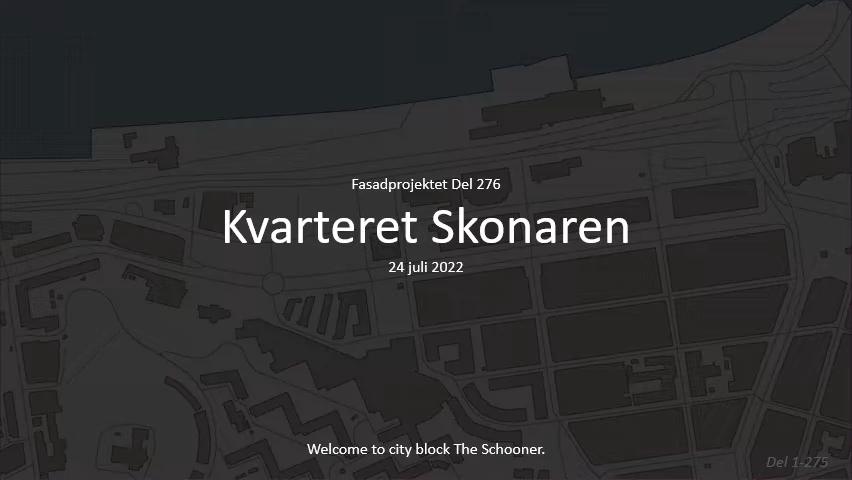 Fasadprojektet Del 276
Kvarteret Skonaren
24 juli 2022
Welcome to city block The Schooner.
Del 1-275